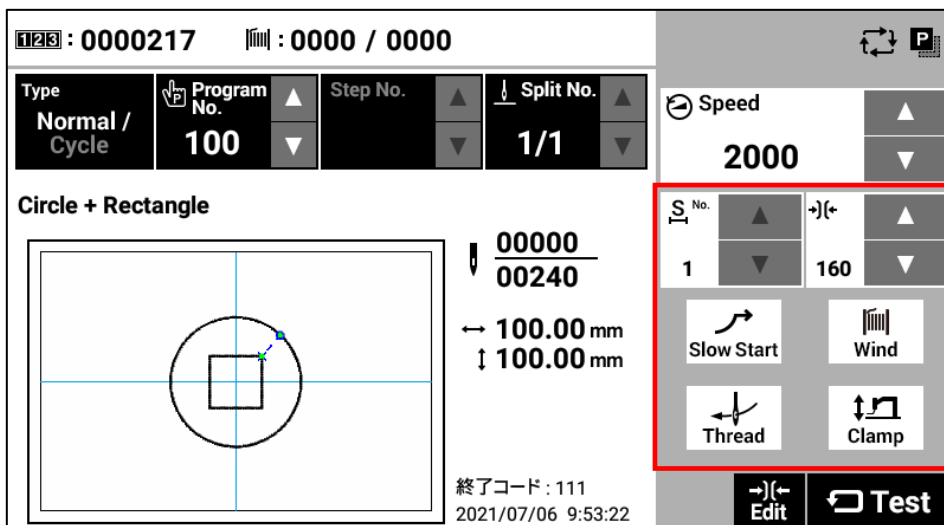 123 : 0000217
: 0000 / 0000
P
Type
Normal /
Cycle
P
Program
No.
100
Step No.
Split No.
1/1
Speed
2000
Circle + Rectangle
00000
00240
100.00 mm
100.00 mm
S No.
1
160
Slow Start
Wind
Thread
Clamp
終了コード : 111
2021/07/06 9:53:22
Edit
Test